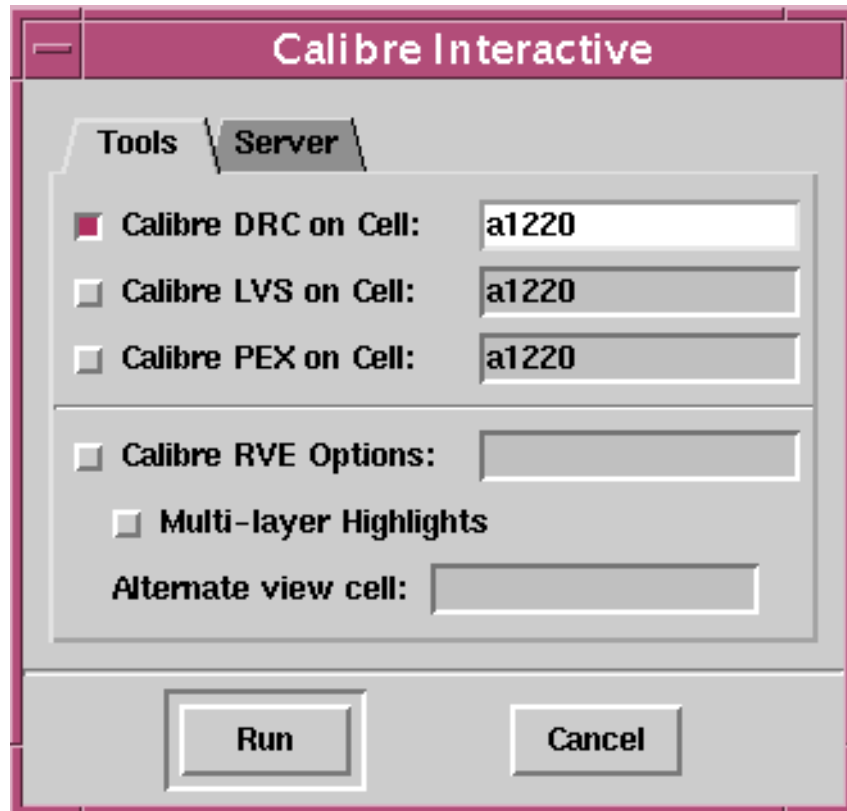 Calibre Interactive
Tools Server
Calibre DRC on Cell: a1220
Calibre LVS on Cell: a1220
Calibre PEX on Cell: a1220
Calibre RVE Options:
Multi-layer Highlights
Alternate view cell:
Run Cancel